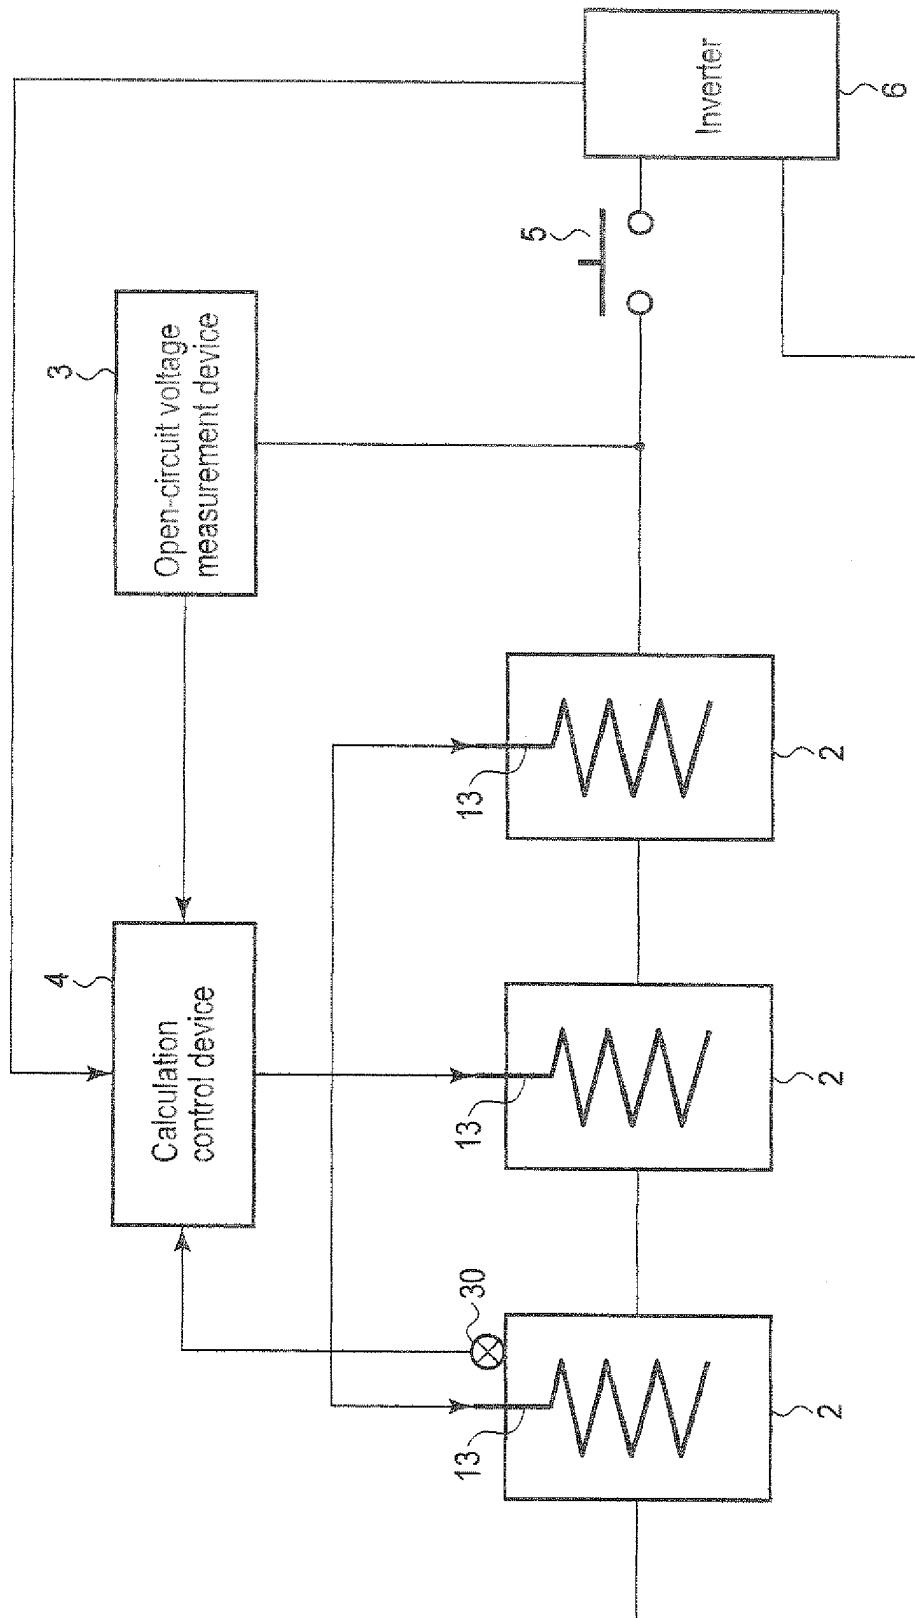 3
Open-circuit voltage
measurement device
4
Calculation
control device
5
Inverter
6
30
13
13
13
2
2
2